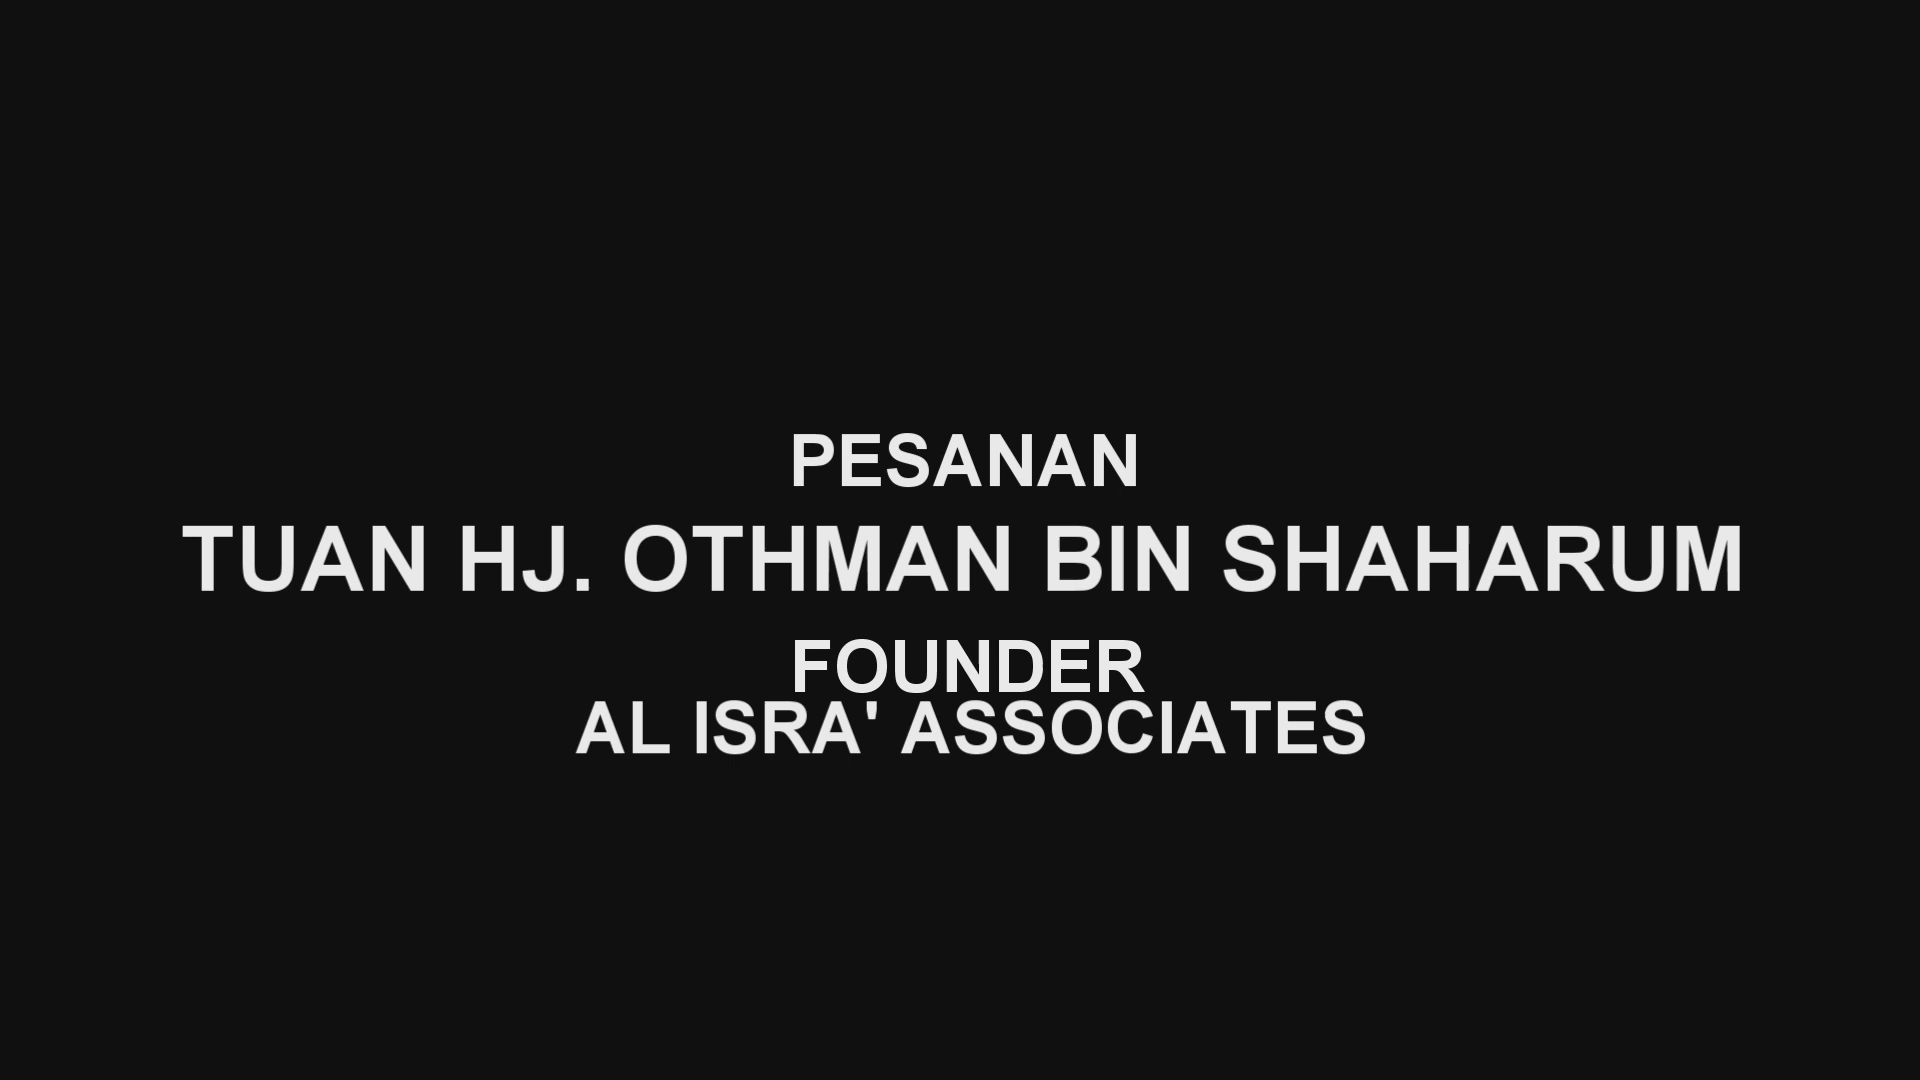 PESANAN
TUAN HJ. OTHMAN BIN SHAHARUM
FOUNDER
AL ISRA' ASSOCIATES